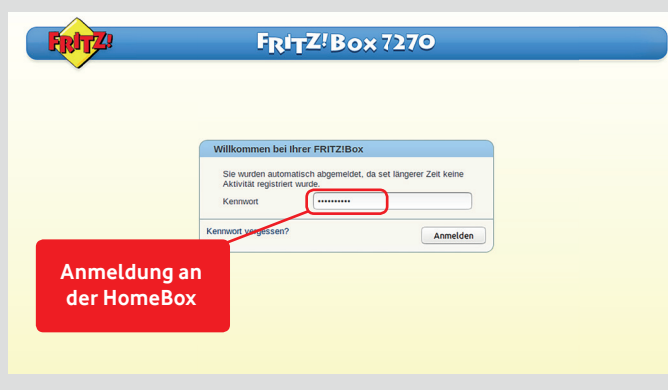 FRITZ!
FRITZ!Box 7270
Willkommen bei Ihrer FRITZ!Box
Sie wurden automatisch abgemeldet, da set längerer Zeit keine
Aktivität registriert wurde.
Kennwort
••••••••••
Kennwort vergessen?
Anmelden
Anmeldung an
der HomeBox